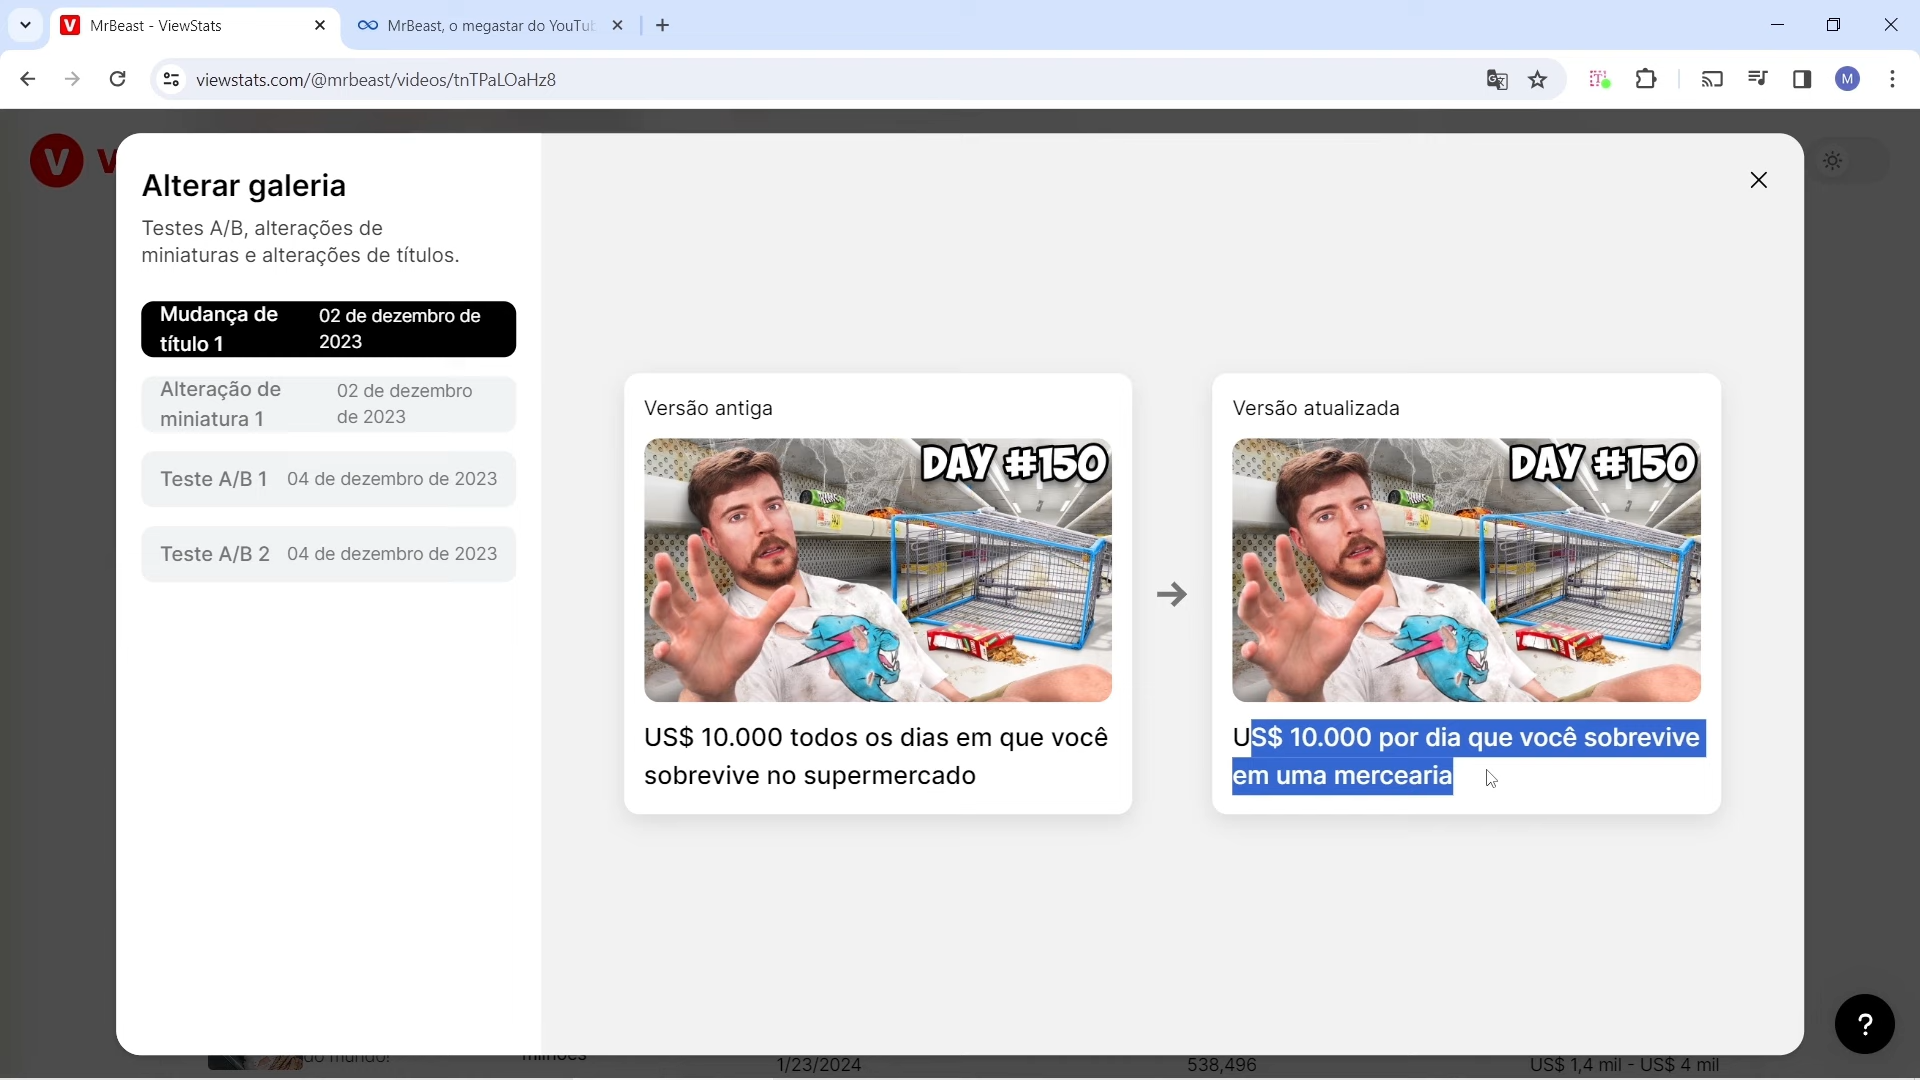 MrBeast - ViewStats
MrBeast, o megastar do YouTub
viewstats.com/@mrbeast/videos/tnTPaLOaHz8
M
V
Alterar galeria
Testes A/B, alterações de
miniaturas e alterações de títulos.
Mudança de
título 1
02 de dezembro de
2023
Alteração de
miniatura 1
02 de dezembro
de 2023
Teste A/B 1 04 de dezembro de 2023
Teste A/B 2 04 de dezembro de 2023
Versão antiga
DAY #150
US$ 10.000 todos os dias em que você
sobrevive no supermercado
Versão atualizada
DAY #150
US$ 10.000 por dia que você sobrevive
em uma mercearia
?
do mundo!
milhões
1/23/2024
538,496
US$ 1,4 mil - US$ 4 mil